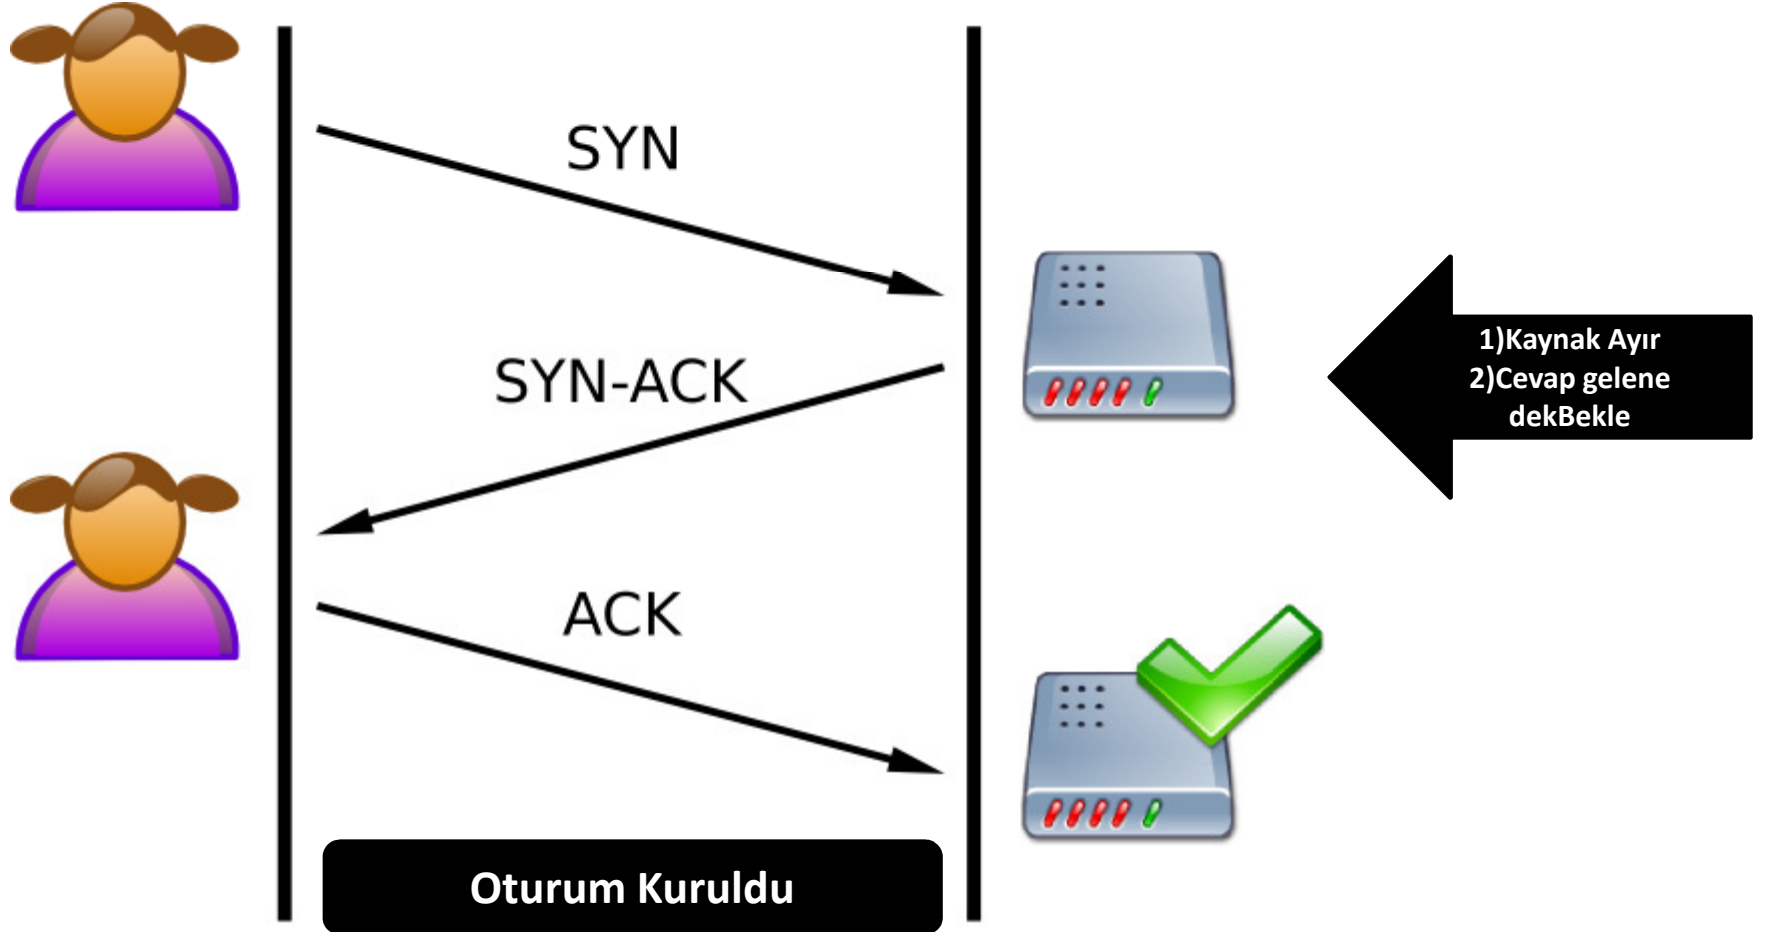 SYN
SYN-ACK
1)Kaynak Ayır
2)Cevap gelene
dekBekle
ACK
Oturum Kuruldu